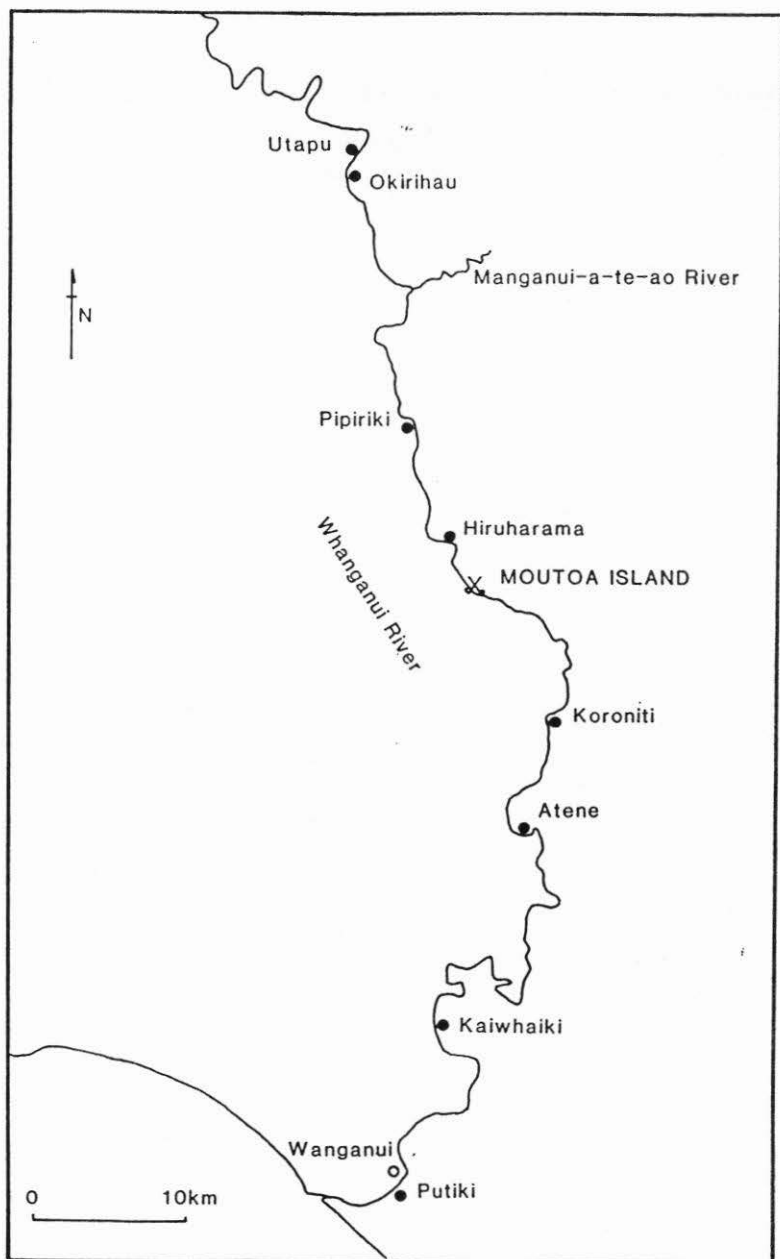 Utapu
Okirihau
Manganui-a-te-ao River
N
Pipiriki
Hiruharama
X MOUTOA ISLAND
Whanganui River
Koroniti
Atene
Kaiwhaiki
Wanganui
Putiki
0 10km